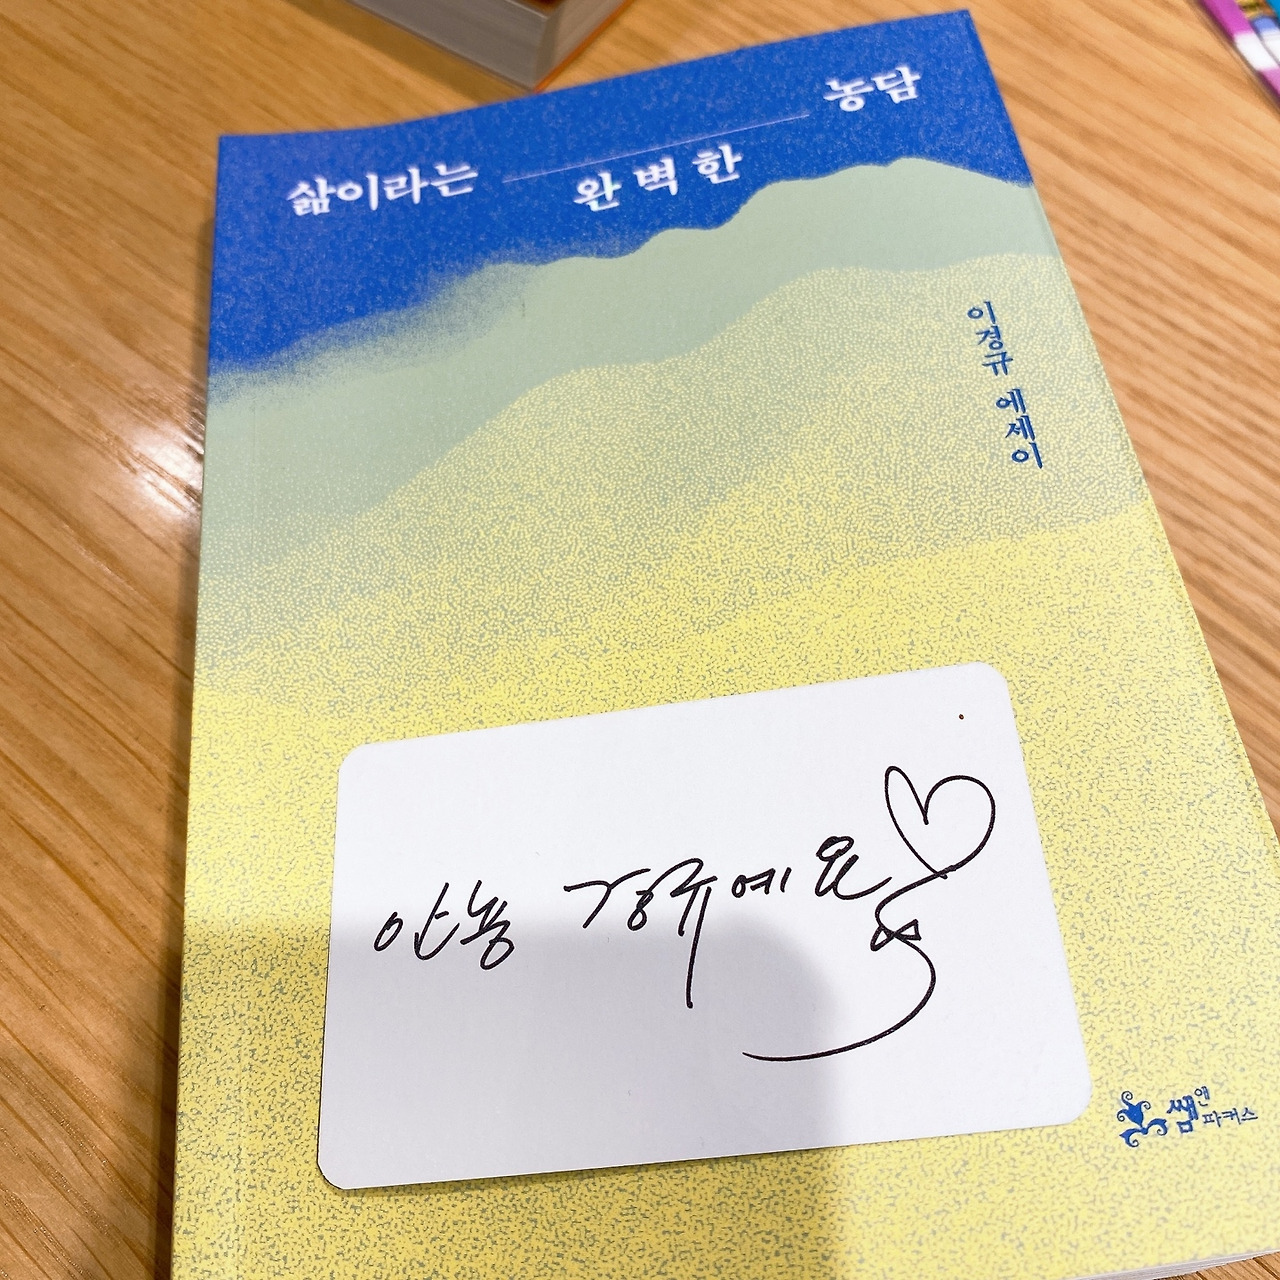 삶이라는 완벽한 농담
이경규 에세이
안뇽 경규예요
쌤앤파커스